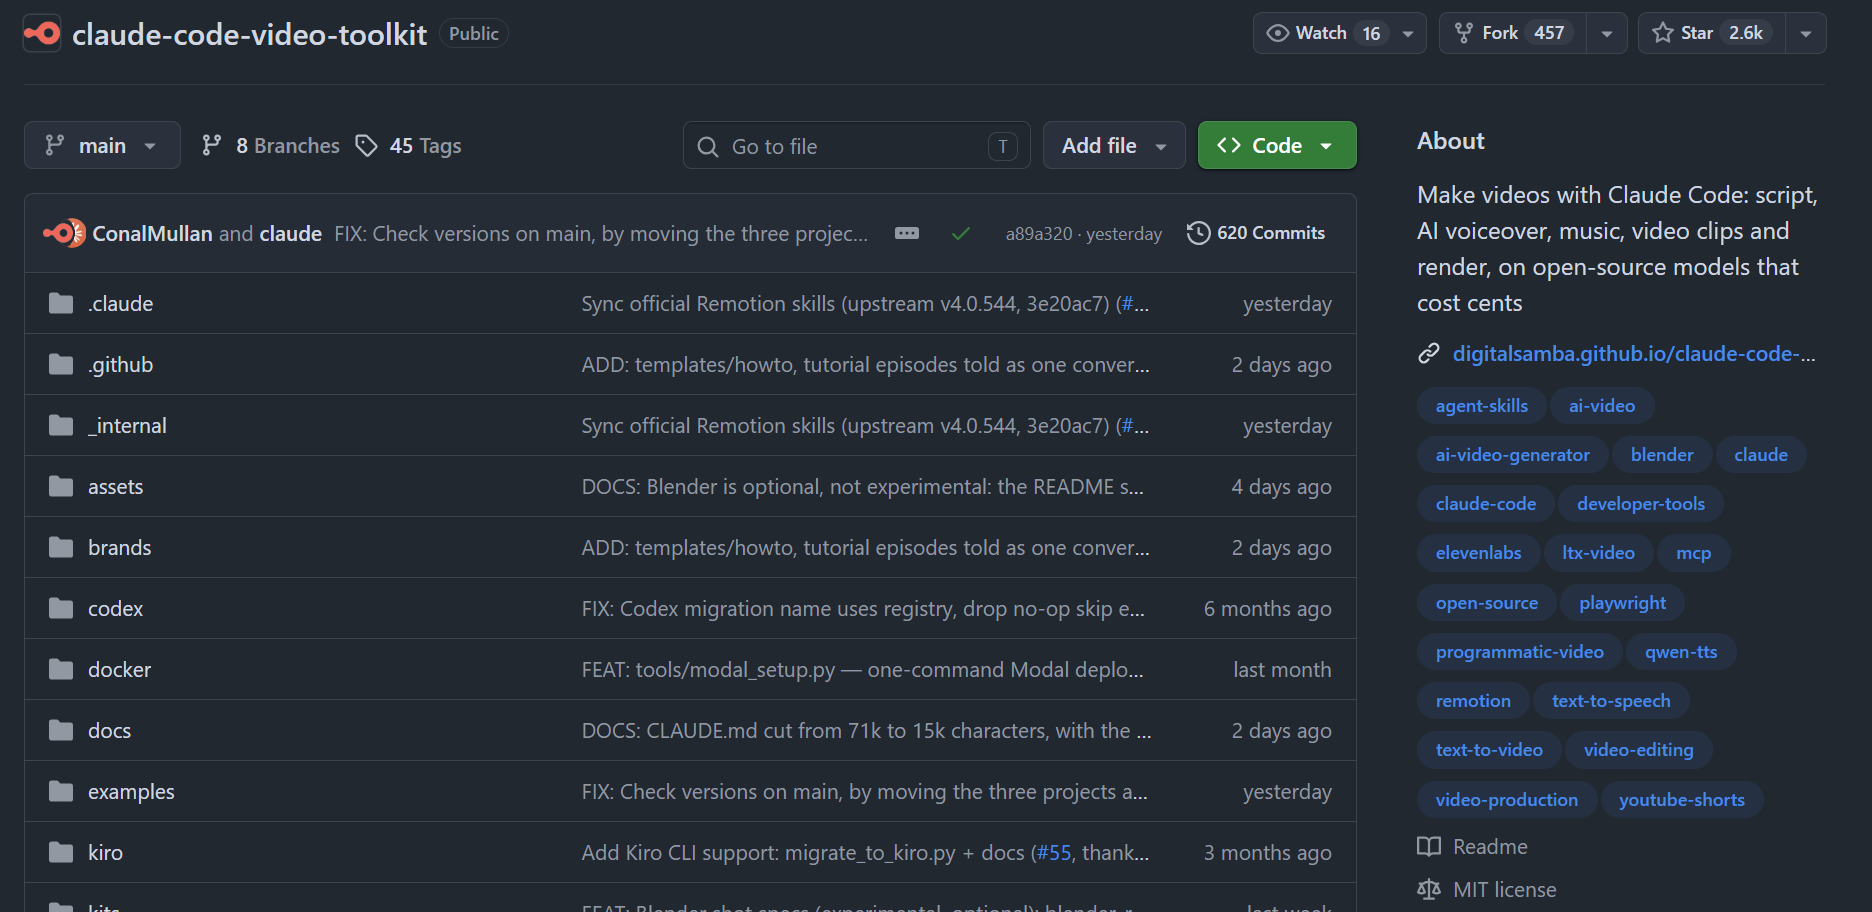 claude-code-video-toolkit Public
Watch 16
Fork 457
Star 2.6k
main
8 Branches
45 Tags
Go to file T
Add file
Code
ConalMullan and claude FIX: Check versions on main, by moving the three projec... a89a320 · yesterday 620 Commits
.claude Sync official Remotion skills (upstream v4.0.544, 3e20ac7) (#... yesterday
.github ADD: templates/howto, tutorial episodes told as one conver... 2 days ago
_internal Sync official Remotion skills (upstream v4.0.544, 3e20ac7) (#... yesterday
assets DOCS: Blender is optional, not experimental: the README s... 4 days ago
brands ADD: templates/howto, tutorial episodes told as one conver... 2 days ago
codex FIX: Codex migration name uses registry, drop no-op skip e... 6 months ago
docker FEAT: tools/modal_setup.py — one-command Modal deplo... last month
docs DOCS: CLAUDE.md cut from 71k to 15k characters, with the ... 2 days ago
examples FIX: Check versions on main, by moving the three projects a... yesterday
kiro Add Kiro CLI support: migrate_to_kiro.py + docs (#55, thank... 3 months ago
kits FEAT: Blender shot specs (experimental, optional): blender_r... last week
About
Make videos with Claude Code: script,
AI voiceover, music, video clips and
render, on open-source models that
cost cents
digitalsamba.github.io/claude-code-...
agent-skills ai-video
ai-video-generator blender claude
claude-code developer-tools
elevenlabs ltx-video mcp
open-source playwright
programmatic-video qwen-tts
remotion text-to-speech
text-to-video video-editing
video-production youtube-shorts
Readme
MIT license